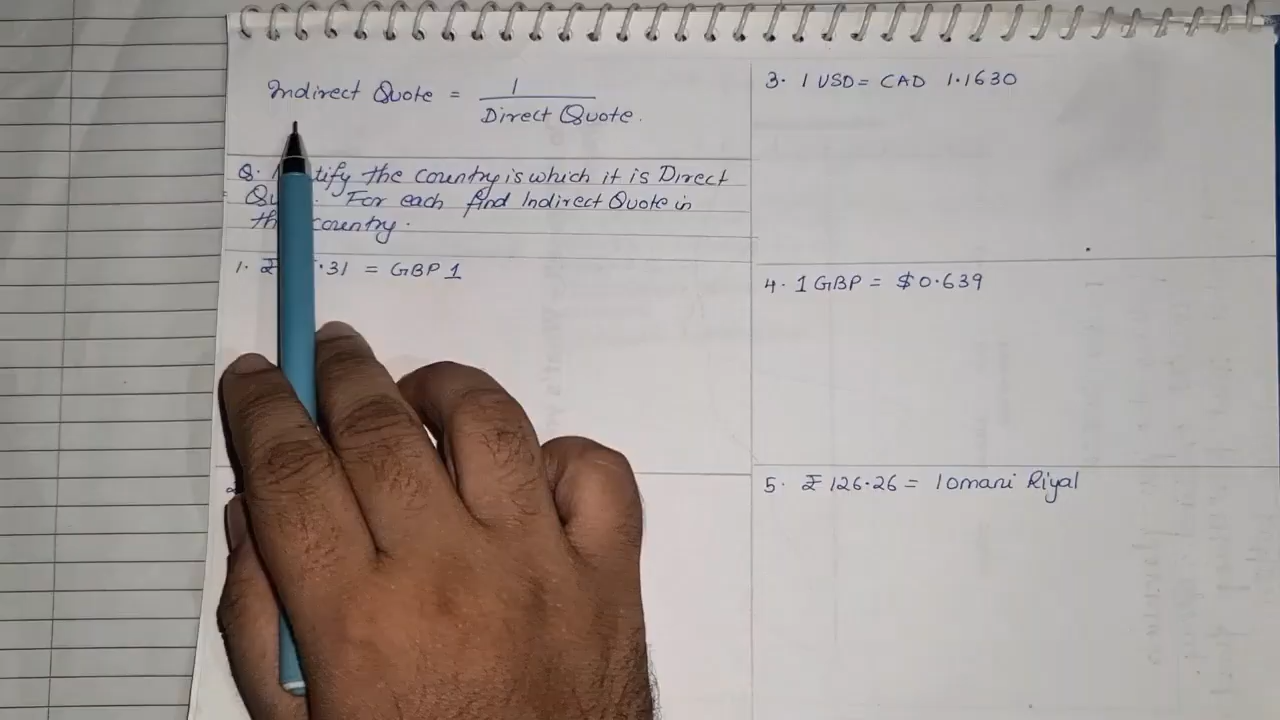 Indirect Quote = 1 / Direct Quote.
Q. tify the country is which it is Direct
Qu . For each find Indirect Quote in
th country.
1. ₹ .31 = GBP 1
3. 1 USD = CAD 1.1630
4. 1 GBP = $0.639
5. ₹ 126.26 = 1 Omani Riyal